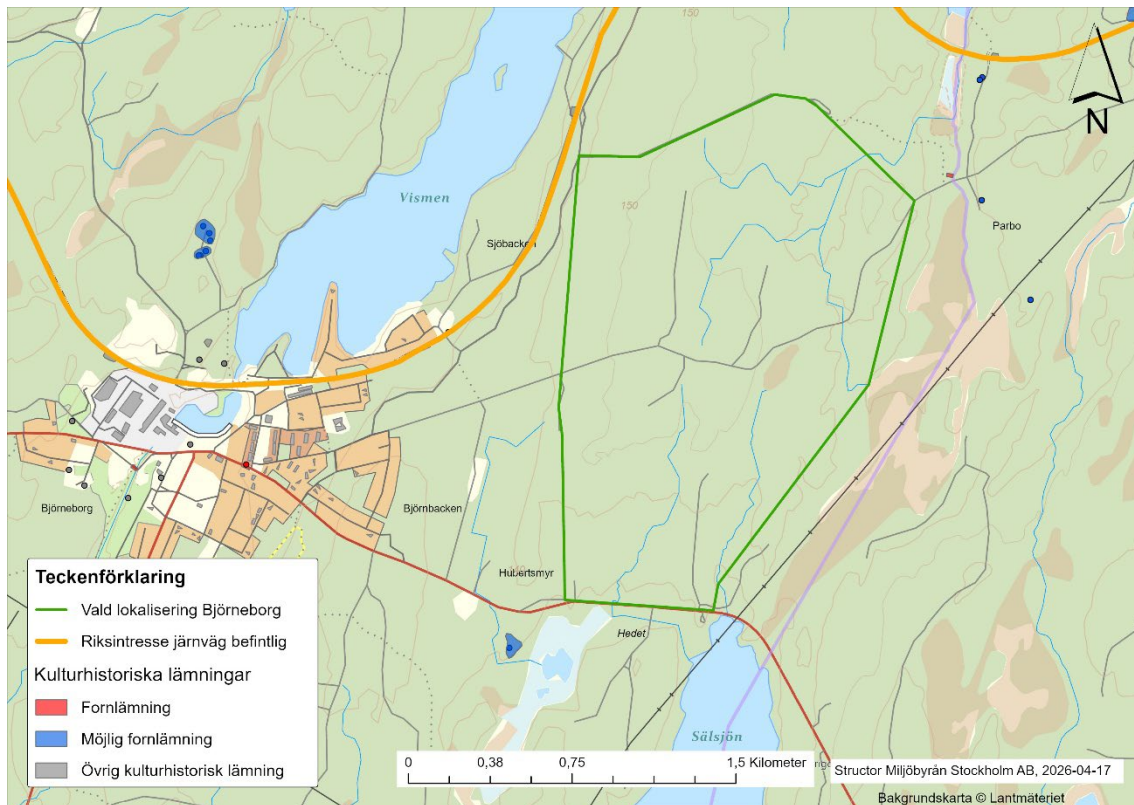 150
150
Vismen
Sjöbacken
N
Parbo
Björneborg
Björnbacken
Hubertsmyr
Hedet
Sälsjön
Teckenförklaring
Vald lokalisering Björneborg
Riksintresse järnväg befintlig
Kulturhistoriska lämningar
Fornlämning
Möjlig fornlämning
Övrig kulturhistorisk lämning
0 0,38 0,75 1,5 Kilometer
Structor Miljöbyrån Stockholm AB, 2026-04-17
Bakgrundskarta © Lantmäteriet